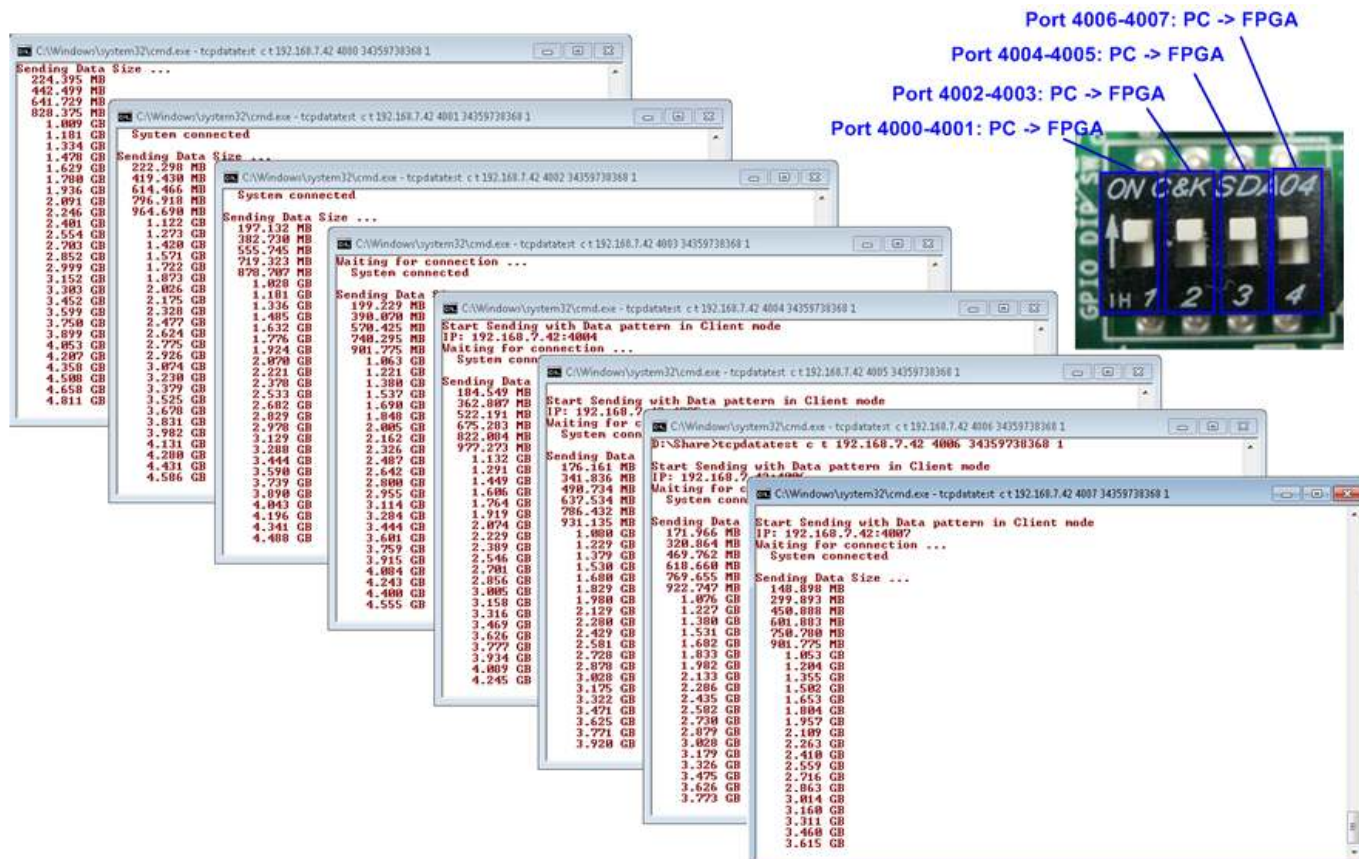 Port 4006-4007: PC -> FPGA
Port 4004-4005: PC -> FPGA
Port 4002-4003: PC -> FPGA
Port 4000-4001: PC -> FPGA
ON C&K SDA04
1 2 3 4
GPIO DIP SW
C:\Windows\system32\cmd.exe - tcpdatatest c t 192.168.7.42 4000 34359738368 1
Sending Data Size ...
224.395 MB
442.499 MB
641.729 MB
828.375 MB
1.009 GB
1.181 GB
1.334 GB
1.478 GB
1.629 GB
1.780 GB
1.936 GB
2.091 GB
2.246 GB
2.401 GB
2.554 GB
2.703 GB
2.852 GB
2.999 GB
3.152 GB
3.303 GB
3.452 GB
3.599 GB
3.750 GB
3.899 GB
4.053 GB
4.207 GB
4.358 GB
4.508 GB
4.658 GB
4.811 GB
C:\Windows\system32\cmd.exe - tcpdatatest c t 192.168.7.42 4001 34359738368 1
System connected
Sending Data Size ...
222.298 MB
419.430 MB
614.466 MB
796.918 MB
964.690 MB
1.122 GB
1.273 GB
1.420 GB
1.571 GB
1.722 GB
1.873 GB
2.026 GB
2.175 GB
2.328 GB
2.477 GB
2.624 GB
2.775 GB
2.926 GB
3.074 GB
3.230 GB
3.379 GB
3.525 GB
3.678 GB
3.831 GB
3.982 GB
4.131 GB
4.280 GB
4.431 GB
4.586 GB
C:\Windows\system32\cmd.exe - tcpdatatest c t 192.168.7.42 4002 34359738368 1
System connected
Sending Data Size ...
197.132 MB
382.730 MB
555.745 MB
719.323 MB
878.707 MB
1.028 GB
1.181 GB
1.336 GB
1.485 GB
1.632 GB
1.776 GB
1.924 GB
2.070 GB
2.221 GB
2.378 GB
2.533 GB
2.682 GB
2.829 GB
2.978 GB
3.129 GB
3.288 GB
3.444 GB
3.590 GB
3.739 GB
3.890 GB
4.043 GB
4.196 GB
4.341 GB
4.488 GB
C:\Windows\system32\cmd.exe - tcpdatatest c t 192.168.7.42 4003 34359738368 1
Waiting for connection ...
System connected
Sending Data
199.229 MB
390.070 MB
570.425 MB
740.295 MB
901.775 MB
1.063 GB
1.221 GB
1.380 GB
1.537 GB
1.690 GB
1.848 GB
2.005 GB
2.162 GB
2.326 GB
2.487 GB
2.642 GB
2.800 GB
2.955 GB
3.114 GB
3.284 GB
3.444 GB
3.601 GB
3.759 GB
3.915 GB
4.084 GB
4.243 GB
4.400 GB
4.555 GB
C:\Windows\system32\cmd.exe - tcpdatatest c t 192.168.7.42 4004 34359738368 1
Start Sending with Data pattern in Client mode
IP: 192.168.7.42:4004
Waiting for connection ...
System conn
Sending Data
184.549 MB
362.807 MB
522.191 MB
675.283 MB
822.084 MB
977.273 MB
1.132 GB
1.291 GB
1.449 GB
1.606 GB
1.764 GB
1.919 GB
2.074 GB
2.229 GB
2.389 GB
2.546 GB
2.701 GB
2.856 GB
3.005 GB
3.158 GB
3.316 GB
3.469 GB
3.626 GB
3.777 GB
3.934 GB
4.089 GB
4.245 GB
C:\Windows\system32\cmd.exe - tcpdatatest c t 192.168.7.42 4005 34359738368 1
Start Sending with Data pattern in Client mode
IP: 192.168.7
Waiting for c
System conn
Sending Data
176.161 MB
341.836 MB
490.734 MB
637.534 MB
786.432 MB
931.135 MB
1.080 GB
1.229 GB
1.379 GB
1.530 GB
1.680 GB
1.829 GB
1.980 GB
2.129 GB
2.280 GB
2.429 GB
2.581 GB
2.728 GB
2.878 GB
3.028 GB
3.175 GB
3.322 GB
3.471 GB
3.625 GB
3.771 GB
3.920 GB
C:\Windows\system32\cmd.exe - tcpdatatest c t 192.168.7.42 4006 34359738368 1
D:\Share>tcpdatatest c t 192.168.7.42 4006 34359738368 1
Start Sending with Data pattern in Client mode
IP: 192.168.7
Waiting for c
System conn
Sending Data
171.966 MB
320.864 MB
469.762 MB
618.660 MB
769.655 MB
922.747 MB
1.076 GB
1.227 GB
1.380 GB
1.531 GB
1.682 GB
1.833 GB
1.982 GB
2.133 GB
2.286 GB
2.435 GB
2.582 GB
2.730 GB
2.879 GB
3.028 GB
3.179 GB
3.326 GB
3.475 GB
3.626 GB
3.773 GB
C:\Windows\system32\cmd.exe - tcpdatatest c t 192.168.7.42 4007 34359738368 1
Start Sending with Data pattern in Client mode
IP: 192.168.7.42:4007
Waiting for connection ...
System connected
Sending Data Size ...
148.898 MB
299.893 MB
450.888 MB
601.883 MB
750.780 MB
901.775 MB
1.053 GB
1.204 GB
1.355 GB
1.502 GB
1.653 GB
1.804 GB
1.957 GB
2.109 GB
2.263 GB
2.410 GB
2.559 GB
2.716 GB
2.863 GB
3.014 GB
3.160 GB
3.311 GB
3.460 GB
3.615 GB